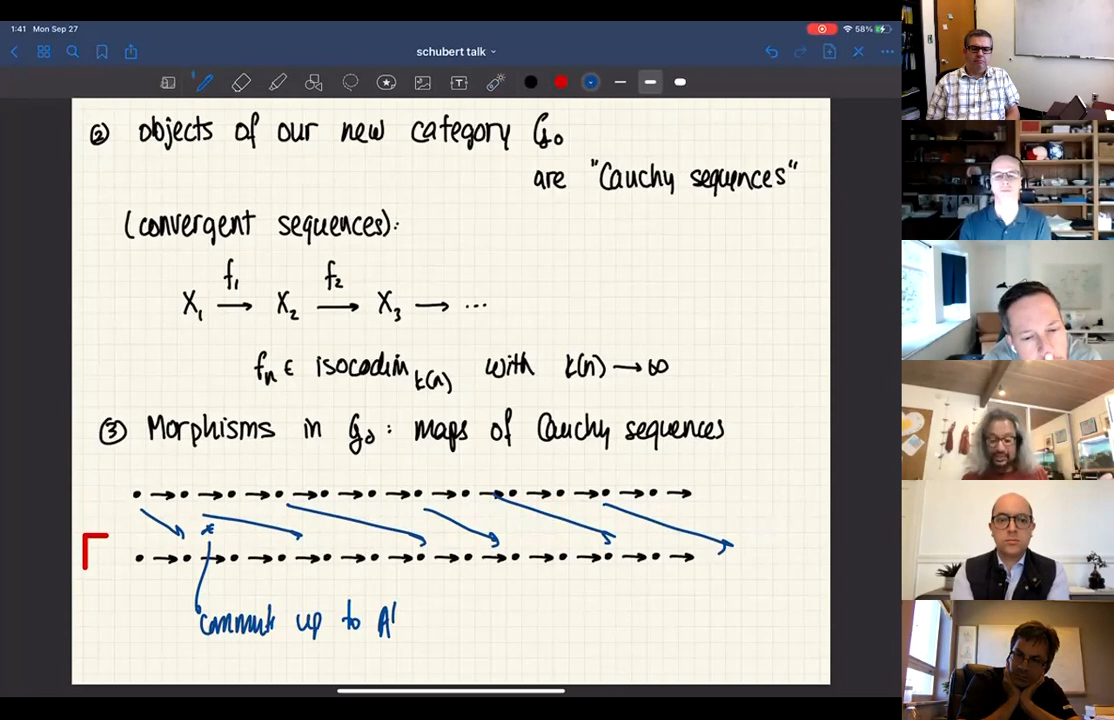 1:41 Mon Sep 27
58%
schubert talk
② objects of our new category G₀
are "Cauchy sequences"
(convergent sequences):
X₁ —f₁→ X₂ —f₂→ X₃ → ...
fₙ ∈ isocodim t(n) with t(n) → ∞
③ Morphisms in G₀: maps of Cauchy sequences
*
commute up to A'